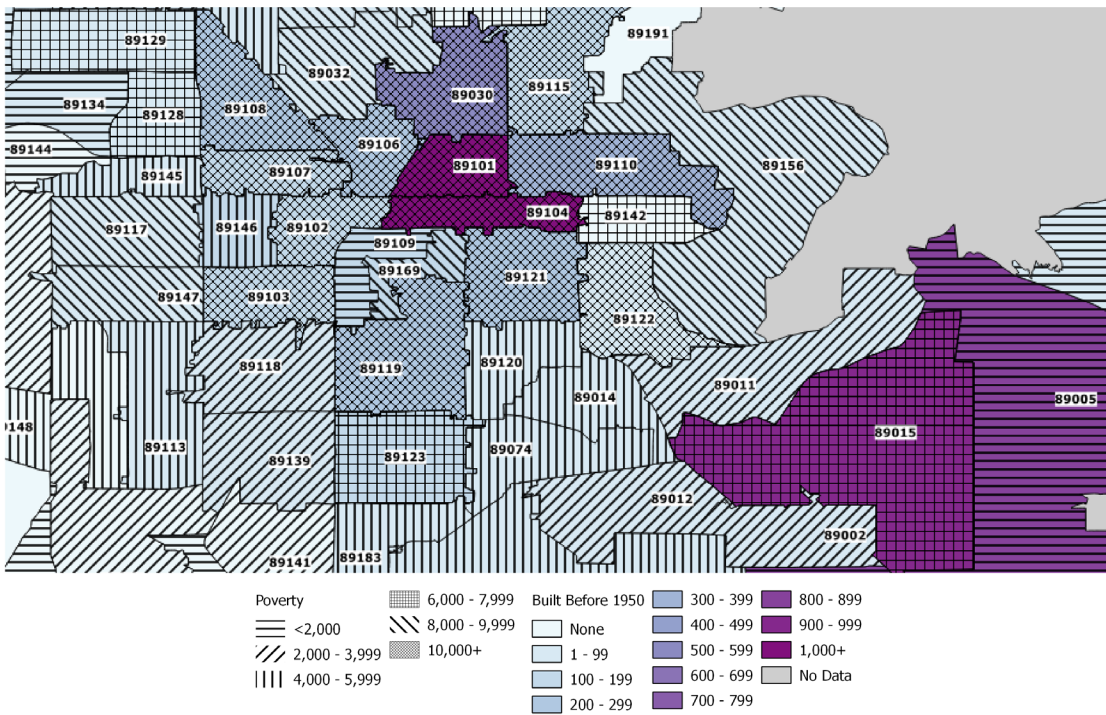 89129
89191
89032
89115
89134
89030
89128
89108
89144
89106
89101
89110
89156
89107
89145
89104
89142
89117
89146
89102
89109
89169
89121
89147
89103
89122
89120
89118
89119
89011
89014
89005
9148
89015
89113
89074
89123
89139
89012
89002
89183
89141
Poverty
<2,000
2,000 - 3,999
4,000 - 5,999
6,000 - 7,999
8,000 - 9,999
10,000+
Built Before 1950
None
1 - 99
100 - 199
200 - 299
300 - 399
400 - 499
500 - 599
600 - 699
700 - 799
800 - 899
900 - 999
1,000+
No Data